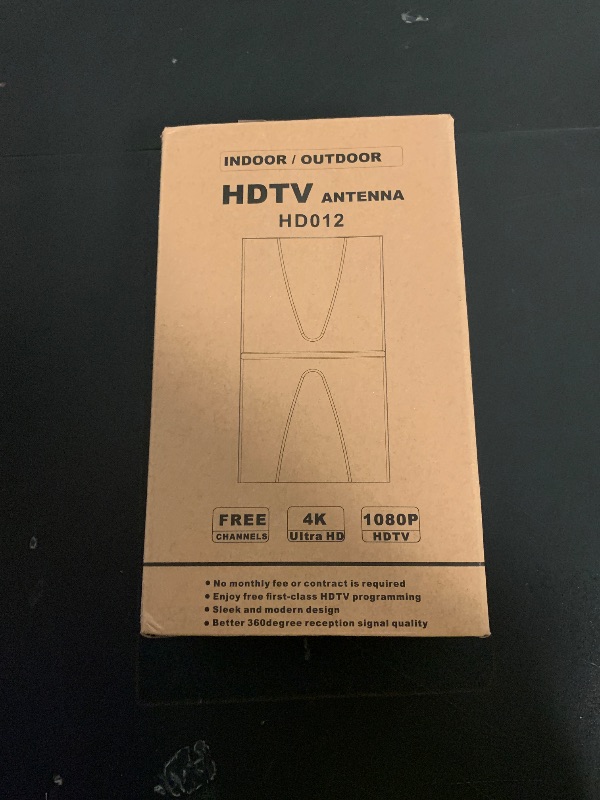 INDOOR / OUTDOOR
HDTV ANTENNA
HD012
FREE
CHANNELS
4K
Ultra HD
1080P
HDTV
• No monthly fee or contract is required
• Enjoy free first-class HDTV programming
• Sleek and modern design
• Better 360degree reception signal quality